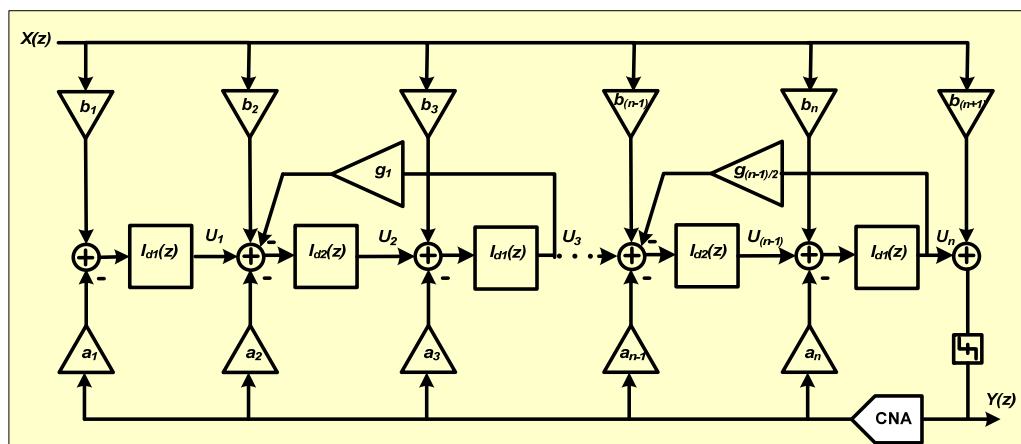 X(z)
b1 b2 b3 b(n-1) bn b(n+1)
g1 g(n-1)/2
Id1(z) U1 Id2(z) U2 Id1(z) U3 Id2(z) U(n-1) Id1(z) Un
a1 a2 a3 an-1 an
CNA Y(z)